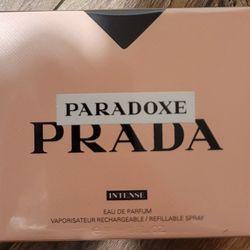 PARADOXE
PRADA
INTENSE
EAU DE PARFUM
VAPORISATEUR RECHARGEABLE / REFILLABLE SPRAY